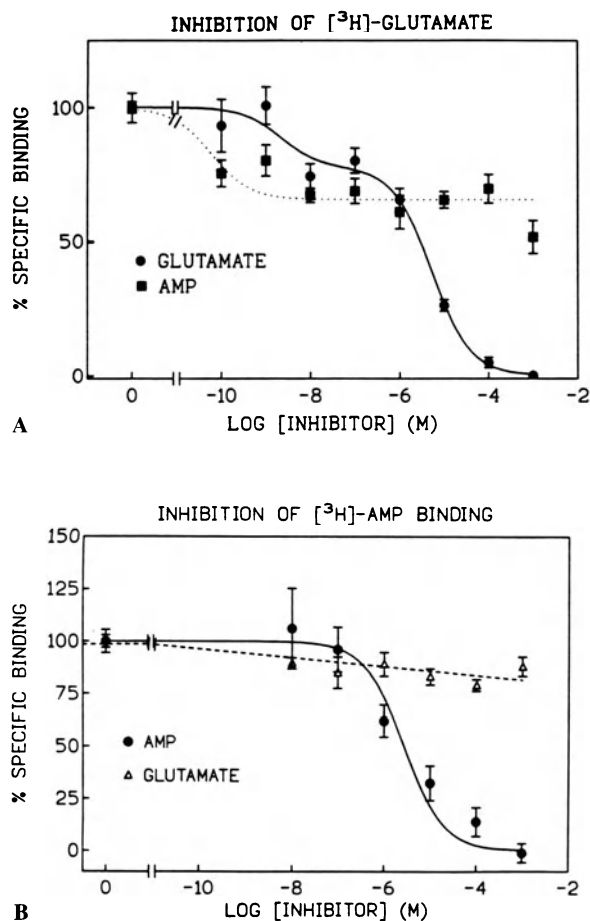 INHIBITION OF [³H]-GLUTAMATE
100
50
0
% SPECIFIC BINDING
GLUTAMATE
AMP
0 -10 -8 -6 -4 -2
LOG [INHIBITOR] (M)
A
INHIBITION OF [³H]-AMP BINDING
150
125
100
75
50
25
0
% SPECIFIC BINDING
AMP
GLUTAMATE
0 -10 -8 -6 -4 -2
LOG [INHIBITOR] (M)
B